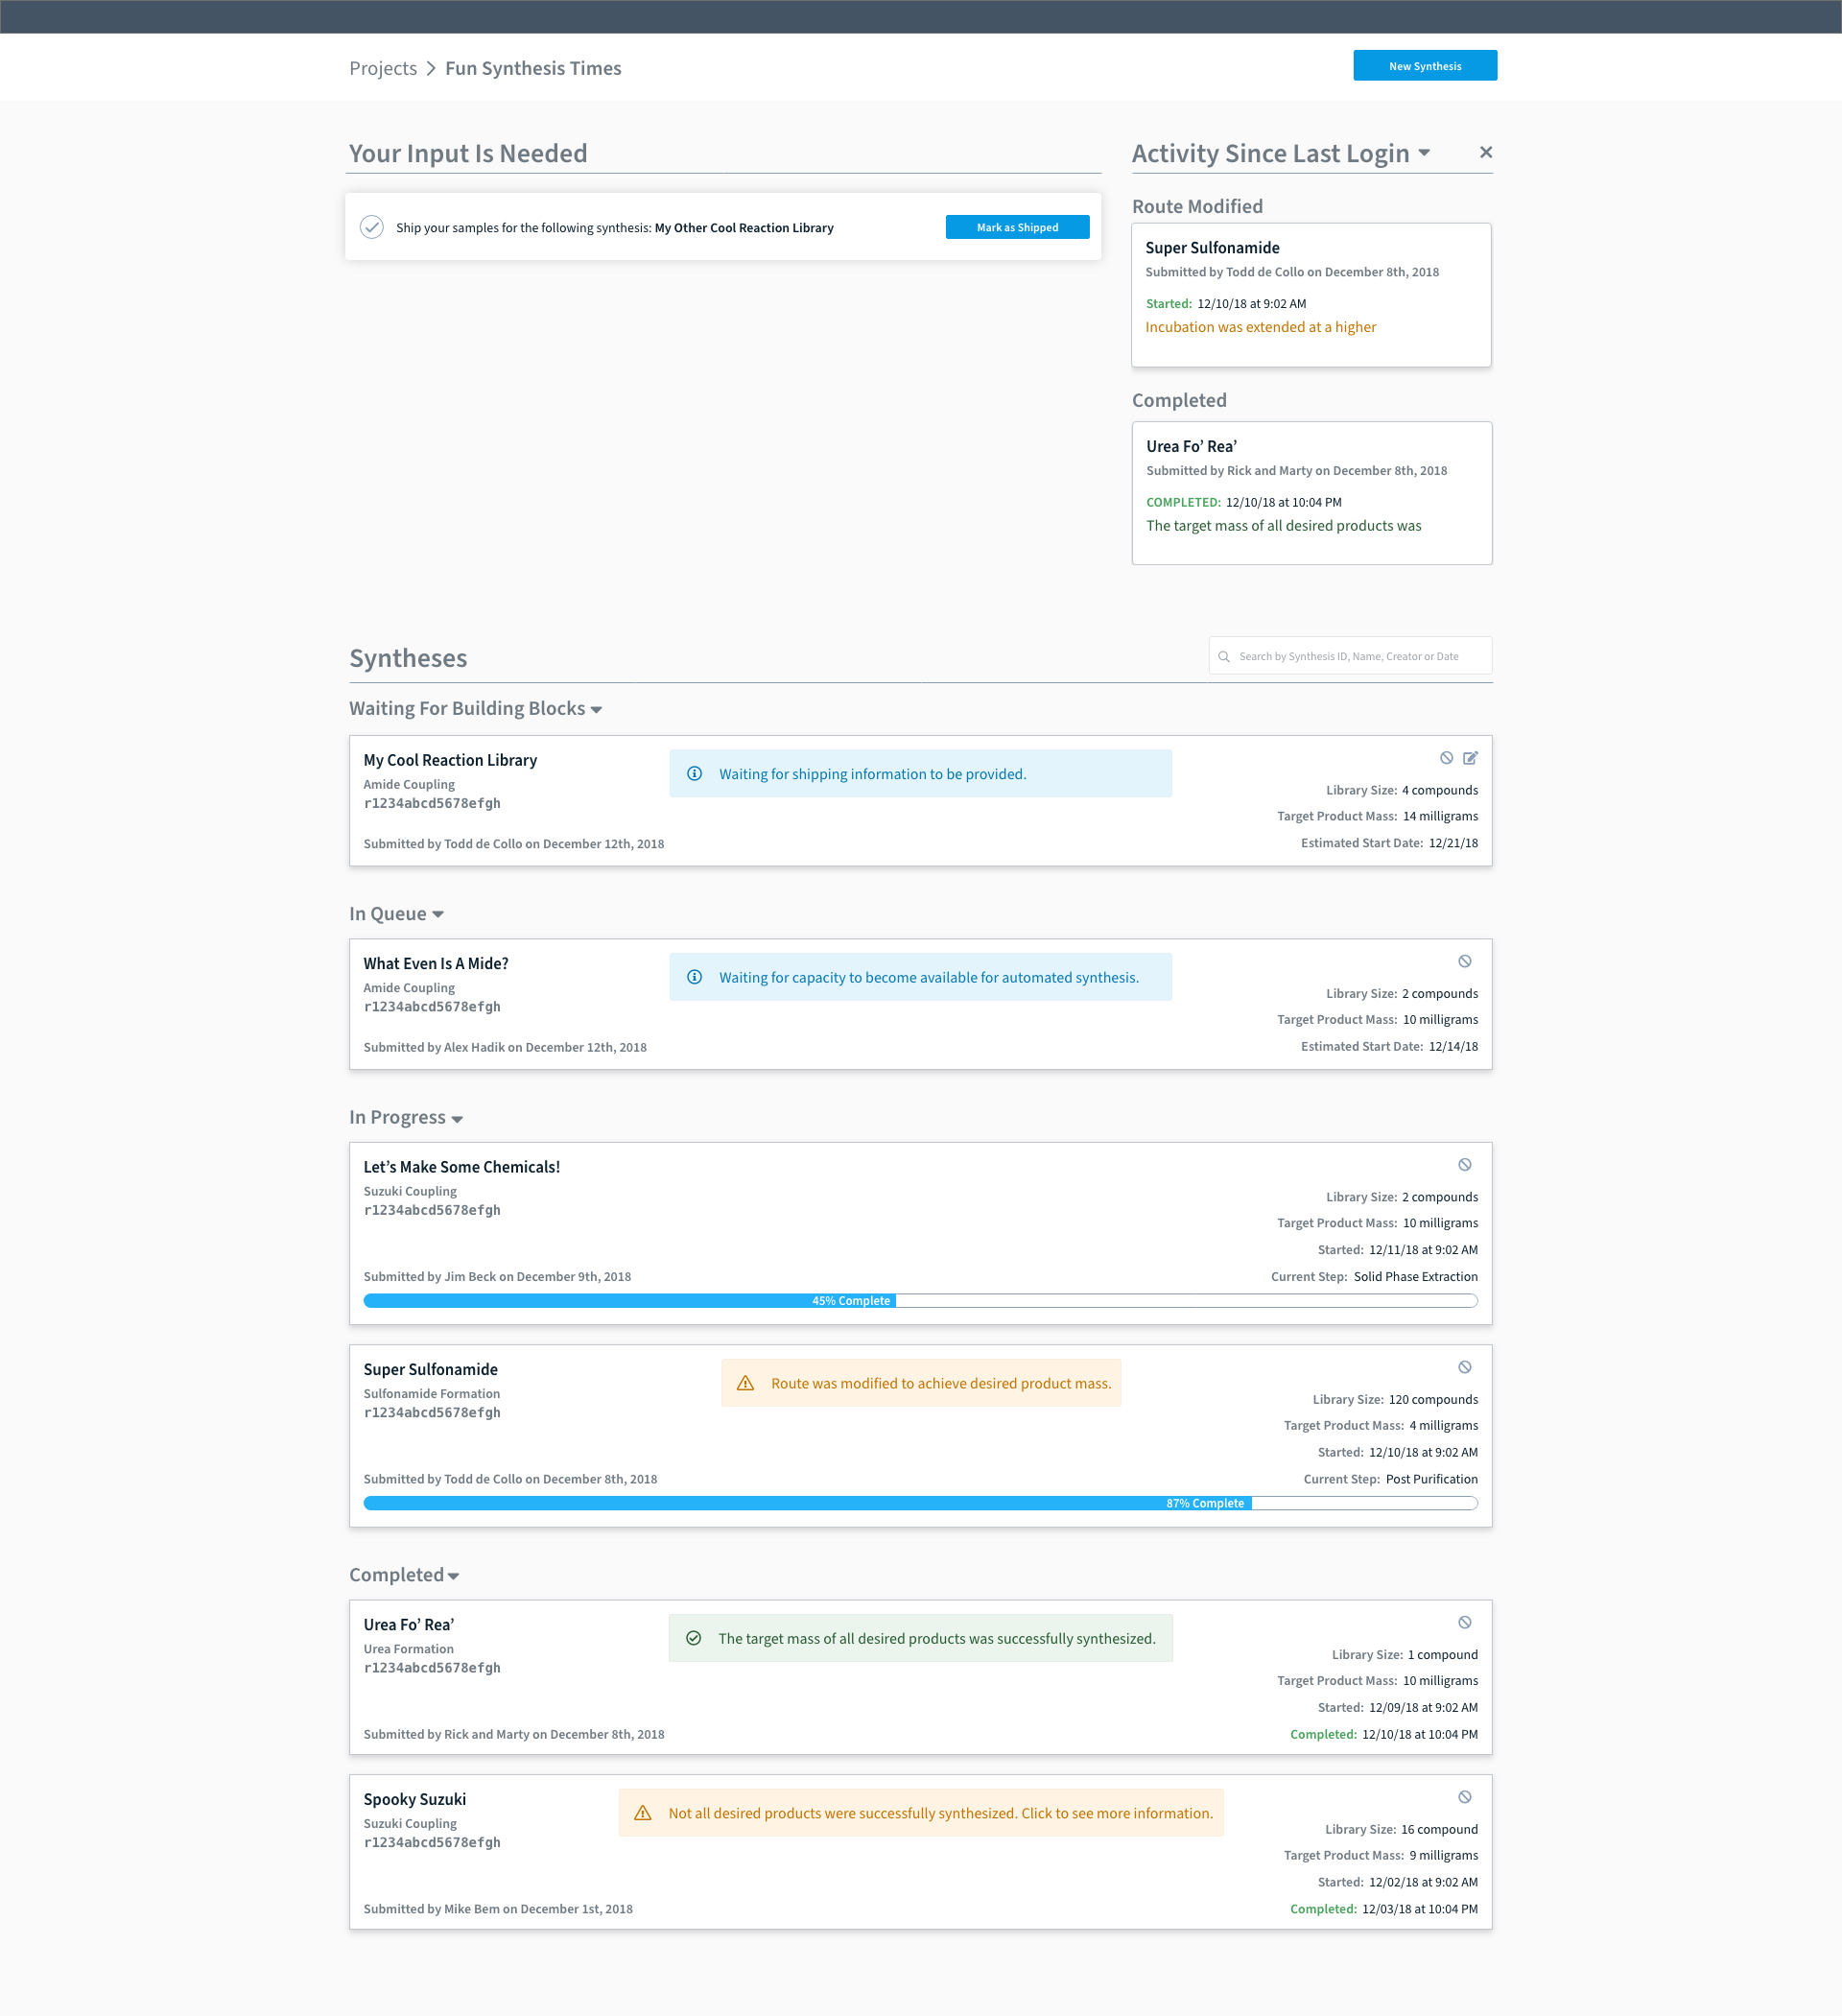 Projects > Fun Synthesis Times
New Synthesis
Your Input Is Needed
Ship your samples for the following synthesis: My Other Cool Reaction Library
Mark as Shipped
Activity Since Last Login
Route Modified
Super Sulfonamide
Submitted by Todd de Collo on December 8th, 2018
Started: 12/10/18 at 9:02 AM
Incubation was extended at a higher
Completed
Urea Fo’ Rea’
Submitted by Rick and Marty on December 8th, 2018
COMPLETED: 12/10/18 at 10:04 PM
The target mass of all desired products was
Syntheses
Search by Synthesis ID, Name, Creator or Date
Waiting For Building Blocks
My Cool Reaction Library
Amide Coupling
r1234abcd5678efgh
Submitted by Todd de Collo on December 12th, 2018
Waiting for shipping information to be provided.
Library Size: 4 compounds
Target Product Mass: 14 milligrams
Estimated Start Date: 12/21/18
In Queue
What Even Is A Mide?
Amide Coupling
r1234abcd5678efgh
Submitted by Alex Hadik on December 12th, 2018
Waiting for capacity to become available for automated synthesis.
Library Size: 2 compounds
Target Product Mass: 10 milligrams
Estimated Start Date: 12/14/18
In Progress
Let’s Make Some Chemicals!
Suzuki Coupling
r1234abcd5678efgh
Submitted by Jim Beck on December 9th, 2018
Library Size: 2 compounds
Target Product Mass: 10 milligrams
Started: 12/11/18 at 9:02 AM
Current Step: Solid Phase Extraction
45% Complete
Super Sulfonamide
Sulfonamide Formation
r1234abcd5678efgh
Submitted by Todd de Collo on December 8th, 2018
Route was modified to achieve desired product mass.
Library Size: 120 compounds
Target Product Mass: 4 milligrams
Started: 12/10/18 at 9:02 AM
Current Step: Post Purification
87% Complete
Completed
Urea Fo’ Rea’
Urea Formation
r1234abcd5678efgh
Submitted by Rick and Marty on December 8th, 2018
The target mass of all desired products was successfully synthesized.
Library Size: 1 compound
Target Product Mass: 10 milligrams
Started: 12/09/18 at 9:02 AM
Completed: 12/10/18 at 10:04 PM
Spooky Suzuki
Suzuki Coupling
r1234abcd5678efgh
Submitted by Mike Bem on December 1st, 2018
Not all desired products were successfully synthesized. Click to see more information.
Library Size: 16 compound
Target Product Mass: 9 milligrams
Started: 12/02/18 at 9:02 AM
Completed: 12/03/18 at 10:04 PM